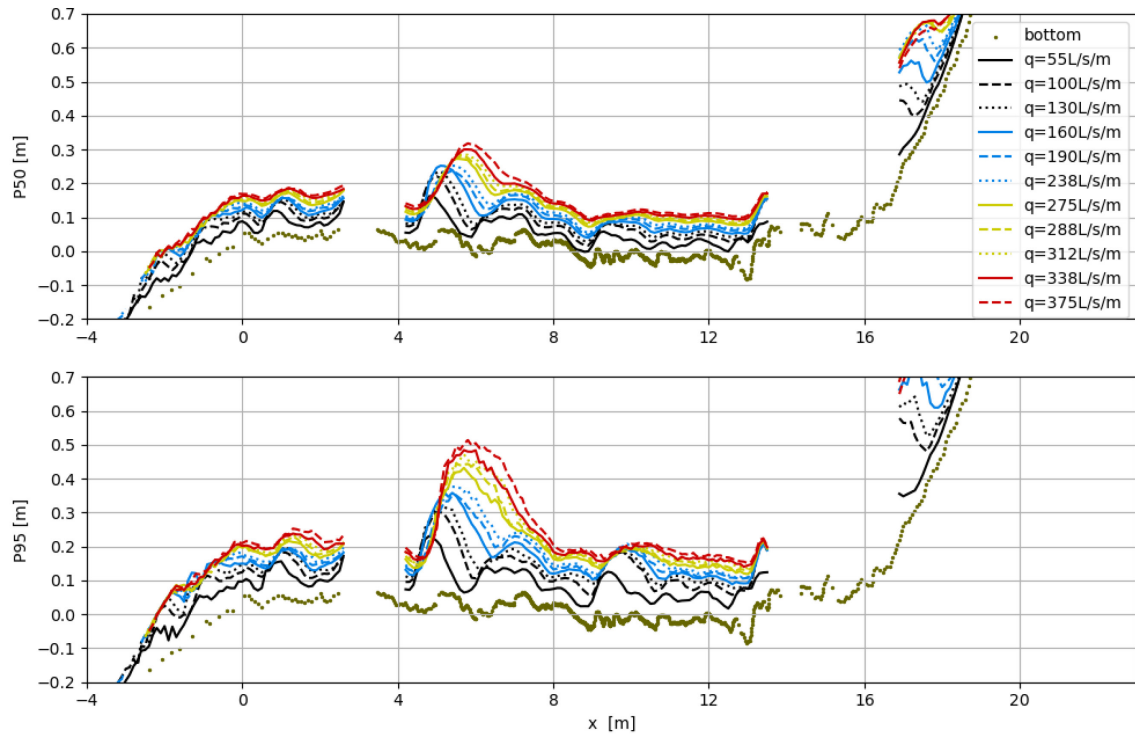 0.7
0.6
0.5
0.4
0.3
0.2
0.1
0.0
−0.1
−0.2
P50 [m]
−4
0
4
8
12
16
20
bottom
q=55L/s/m
q=100L/s/m
q=130L/s/m
q=160L/s/m
q=190L/s/m
q=238L/s/m
q=275L/s/m
q=288L/s/m
q=312L/s/m
q=338L/s/m
q=375L/s/m
0.7
0.6
0.5
0.4
0.3
0.2
0.1
0.0
−0.1
−0.2
P95 [m]
−4
0
4
8
12
16
20
x [m]